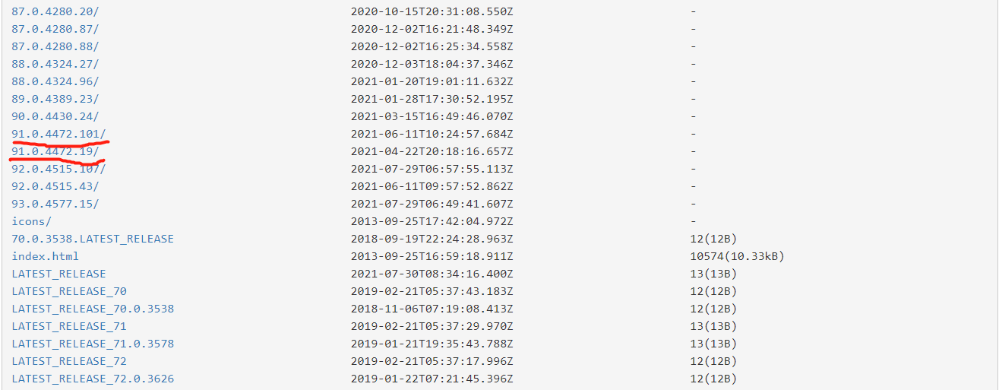 87.0.4280.20/ 2020-10-15T20:31:08.550Z -
87.0.4280.87/ 2020-12-02T16:21:48.349Z -
87.0.4280.88/ 2020-12-02T16:25:34.558Z -
88.0.4324.27/ 2020-12-03T18:04:37.346Z -
88.0.4324.96/ 2021-01-20T19:01:11.632Z -
89.0.4389.23/ 2021-01-28T17:30:52.195Z -
90.0.4430.24/ 2021-03-15T16:49:46.070Z -
91.0.4472.101/ 2021-06-11T10:24:57.684Z -
91.0.4472.19/ 2021-04-22T20:18:16.657Z -
92.0.4515.107/ 2021-07-29T06:57:55.113Z -
92.0.4515.43/ 2021-06-11T09:57:52.862Z -
93.0.4577.15/ 2021-07-29T06:49:41.607Z -
icons/ 2013-09-25T17:42:04.972Z -
70.0.3538.LATEST_RELEASE 2018-09-19T22:24:28.963Z 12(12B)
index.html 2013-09-25T16:59:18.911Z 10574(10.33kB)
LATEST_RELEASE 2021-07-30T08:34:16.400Z 13(13B)
LATEST_RELEASE_70 2019-02-21T05:37:43.183Z 12(12B)
LATEST_RELEASE_70.0.3538 2018-11-06T07:19:08.413Z 12(12B)
LATEST_RELEASE_71 2019-02-21T05:37:29.970Z 13(13B)
LATEST_RELEASE_71.0.3578 2019-01-21T19:35:43.788Z 13(13B)
LATEST_RELEASE_72 2019-02-21T05:37:17.996Z 12(12B)
LATEST_RELEASE_72.0.3626 2019-01-22T07:21:45.396Z 12(12B)